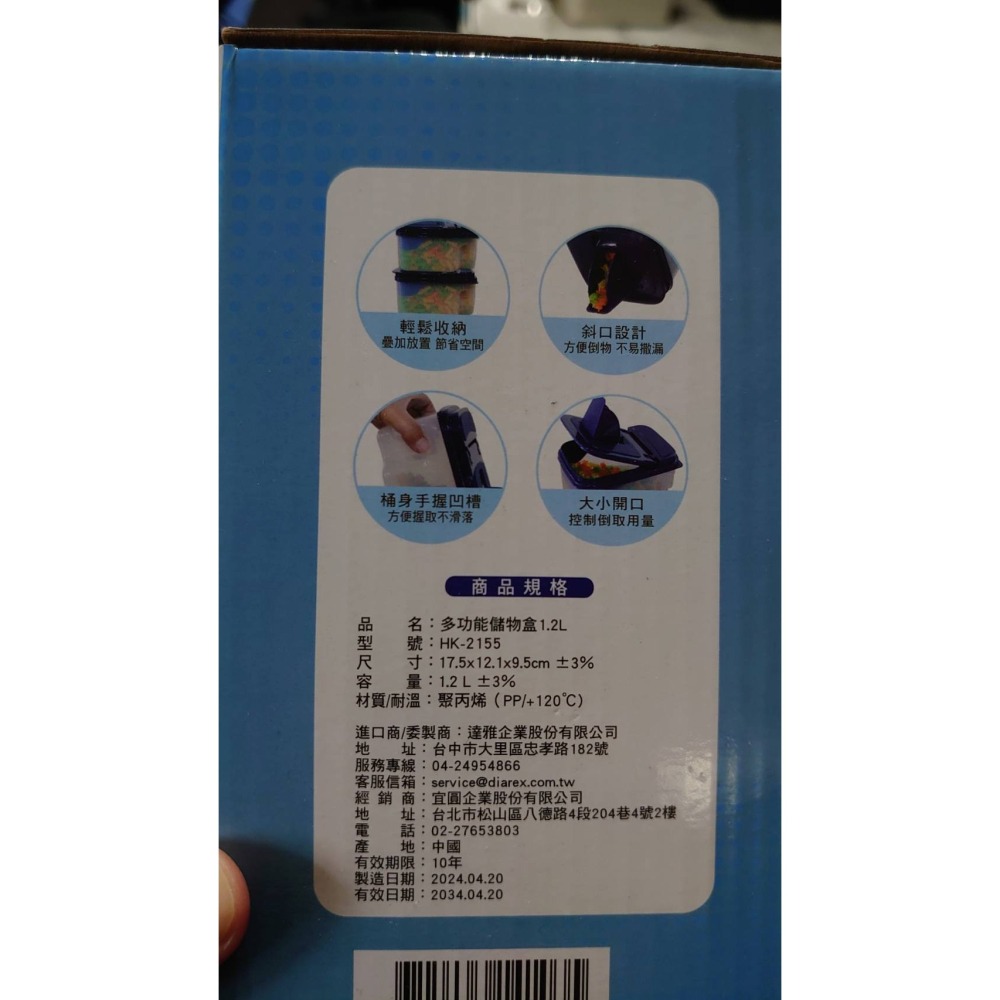 輕鬆收納
疊加放置 節省空間
斜口設計
方便倒物 不易撒漏
桶身手握凹槽
方便握取不滑落
大小開口
控制倒取用量
商品規格
品名：多功能儲物盒1.2L
型號：HK-2155
尺寸：17.5x12.1x9.5cm ±3%
容量：1.2 L ±3%
材質/耐溫：聚丙烯（PP/+120℃）
進口商/委製商：達雅企業股份有限公司
地址：台中市大里區忠孝路182號
服務專線：04-24954866
客服信箱：service@diarex.com.tw
經銷商：宜圓企業股份有限公司
地址：台北市松山區八德路4段204巷4號2樓
電話：02-27653803
產地：中國
有效期限：10年
製造日期：2024.04.20
有效日期：2034.04.20